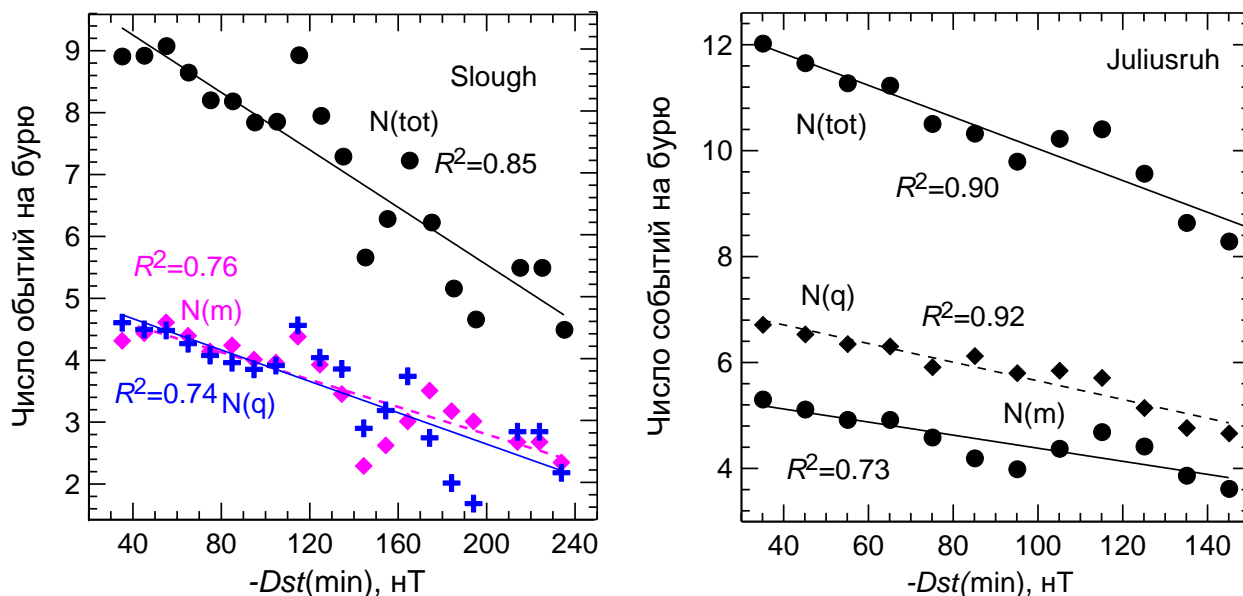 Число обытий на бурю
9
8
7
6
5
4
3
2
Slough
N(tot)
R²=0.85
R²=0.76
N(m)
R²=0.74 N(q)
40 80 120 160 200 240
-Dst(min), нТ
Число событий на бурю
12
10
8
6
4
Juliusruh
N(tot)
R²=0.90
N(q)
R²=0.92
N(m)
R²=0.73
40 60 80 100 120 140
-Dst(min), нТ